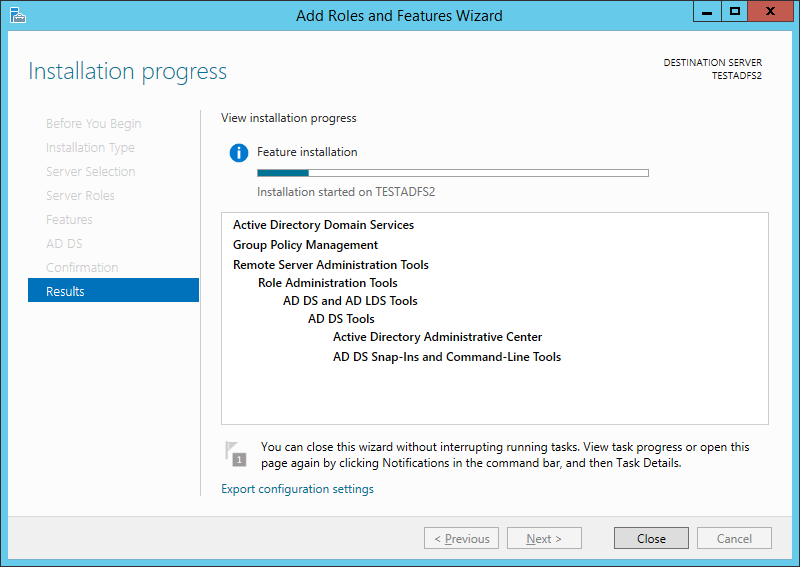 Add Roles and Features Wizard
Installation progress
DESTINATION SERVER
TESTADFS2
Before You Begin
Installation Type
Server Selection
Server Roles
Features
AD DS
Confirmation
Results
View installation progress
Feature installation
Installation started on TESTADFS2
Active Directory Domain Services
Group Policy Management
Remote Server Administration Tools
Role Administration Tools
AD DS and AD LDS Tools
AD DS Tools
Active Directory Administrative Center
AD DS Snap-Ins and Command-Line Tools
1
You can close this wizard without interrupting running tasks. View task progress or open this
page again by clicking Notifications in the command bar, and then Task Details.
Export configuration settings
< Previous
Next >
Close
Cancel